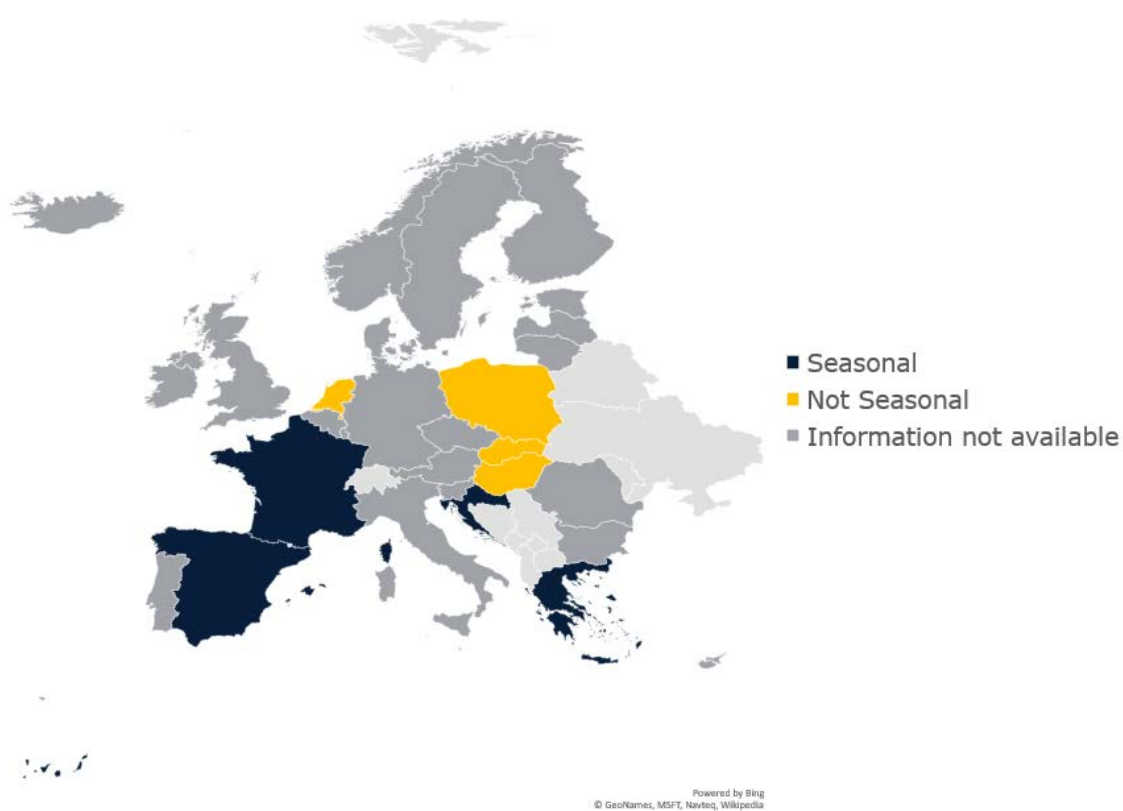 Seasonal
Not Seasonal
Information not available
Powered by Bing
© GeoNames, MSFT, Navteq, Wikipedia